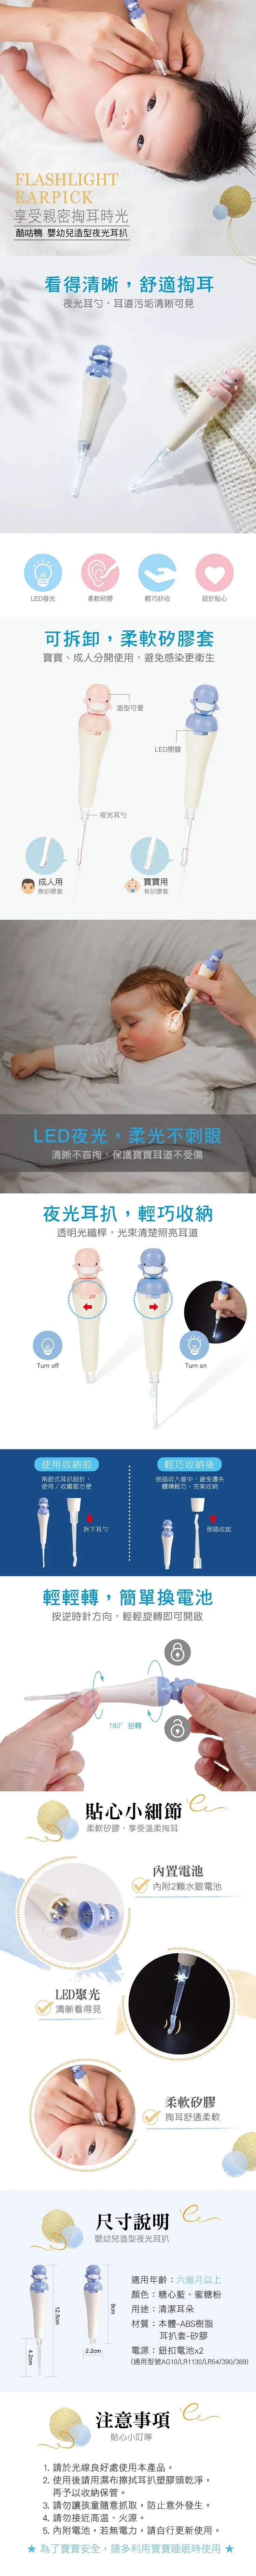 FLASHLIGHT
EARPICK
享受親密掏耳時光
酷咕鴨 嬰幼兒造型夜光耳扒
看得清晰，舒適掏耳
夜光耳勺，耳道污垢清晰可見
LED發光
柔軟矽膠
輕巧好收
設計貼心
可拆卸，柔軟矽膠套
寶寶、成人分開使用，避免感染更衛生
造型可愛
LED開關
夜光耳勺
成人用
無矽膠套
寶寶用
有矽膠套
LED夜光，柔光不刺眼
清晰不盲掏，保護寶寶耳道不受傷
夜光耳扒，輕巧收納
透明光纖桿，光束清楚照亮耳道
Turn off
Turn on
使用收納前
兩節式耳扒設計，
使用／收藏都方便
拆下耳勺
輕巧收納後
倒插收入管中，避免遺失
體積輕巧，完美收納
倒插收起
輕輕轉，簡單換電池
按逆時針方向，輕輕旋轉即可開啟
180° 扭轉
貼心小細節
柔軟矽膠，享受溫柔掏耳
內置電池
內附2顆水銀電池
LED聚光
清晰看得見
柔軟矽膠
掏耳舒適柔軟
尺寸說明
嬰幼兒造型夜光耳扒
12.5cm
4.2cm
9cm
2.2cm
適用年齡：六個月以上
顏色：糖心藍、蜜糖粉
用途：清潔耳朵
材質：本體-ABS樹脂
耳扒套-矽膠
電源：鈕扣電池x2
(通用型號AG10/LR1130/LR54/390/389)
注意事項
貼心小叮嚀
1. 請於光線良好處使用本產品。
2. 使用後請用濕布擦拭耳扒塑膠頭乾淨，
再予以收納保管。
3. 請勿讓孩童隨意抓取，防止意外發生。
4. 請勿接近高溫、火源。
5. 內附電池，若無電力，請自行更新使用。
★ 為了寶寶安全，請多利用寶寶睡眠時使用 ★